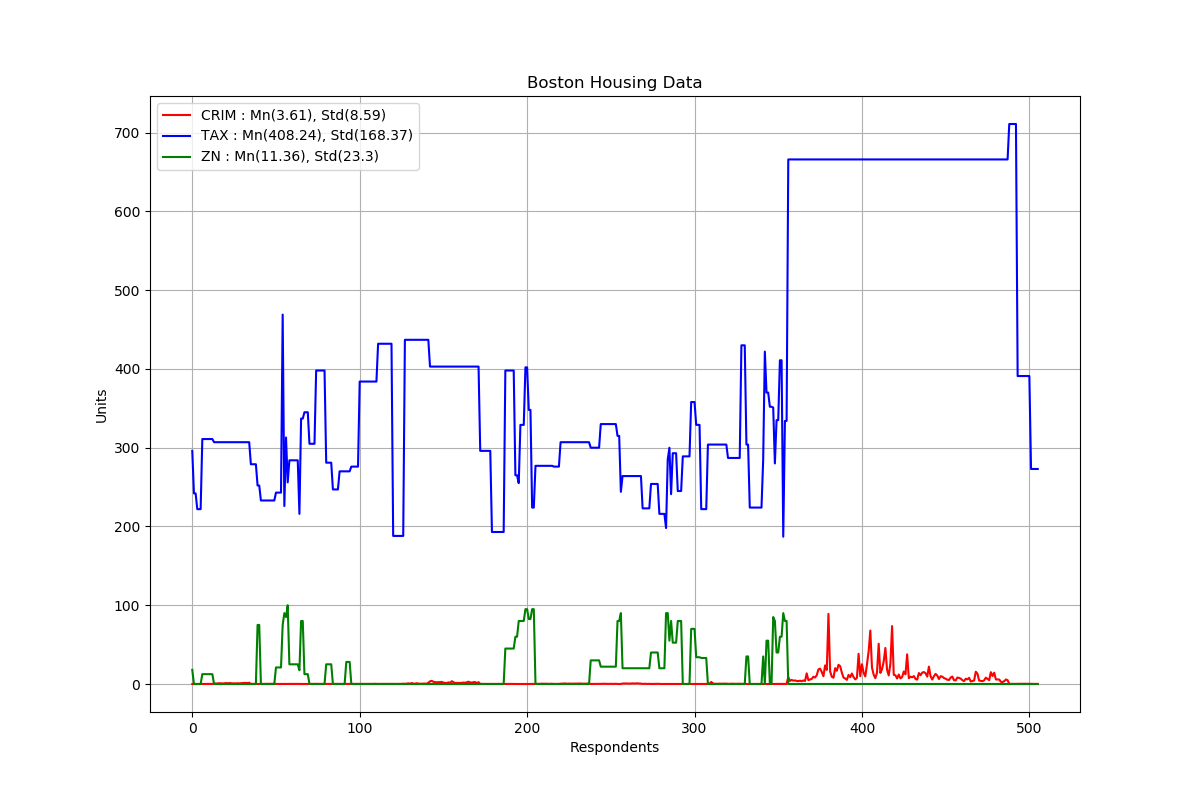 Boston Housing Data
CRIM : Mn(3.61), Std(8.59)
TAX : Mn(408.24), Std(168.37)
ZN : Mn(11.36), Std(23.3)
700
600
500
400
300
200
100
0
Units
0 100 200 300 400 500
Respondents